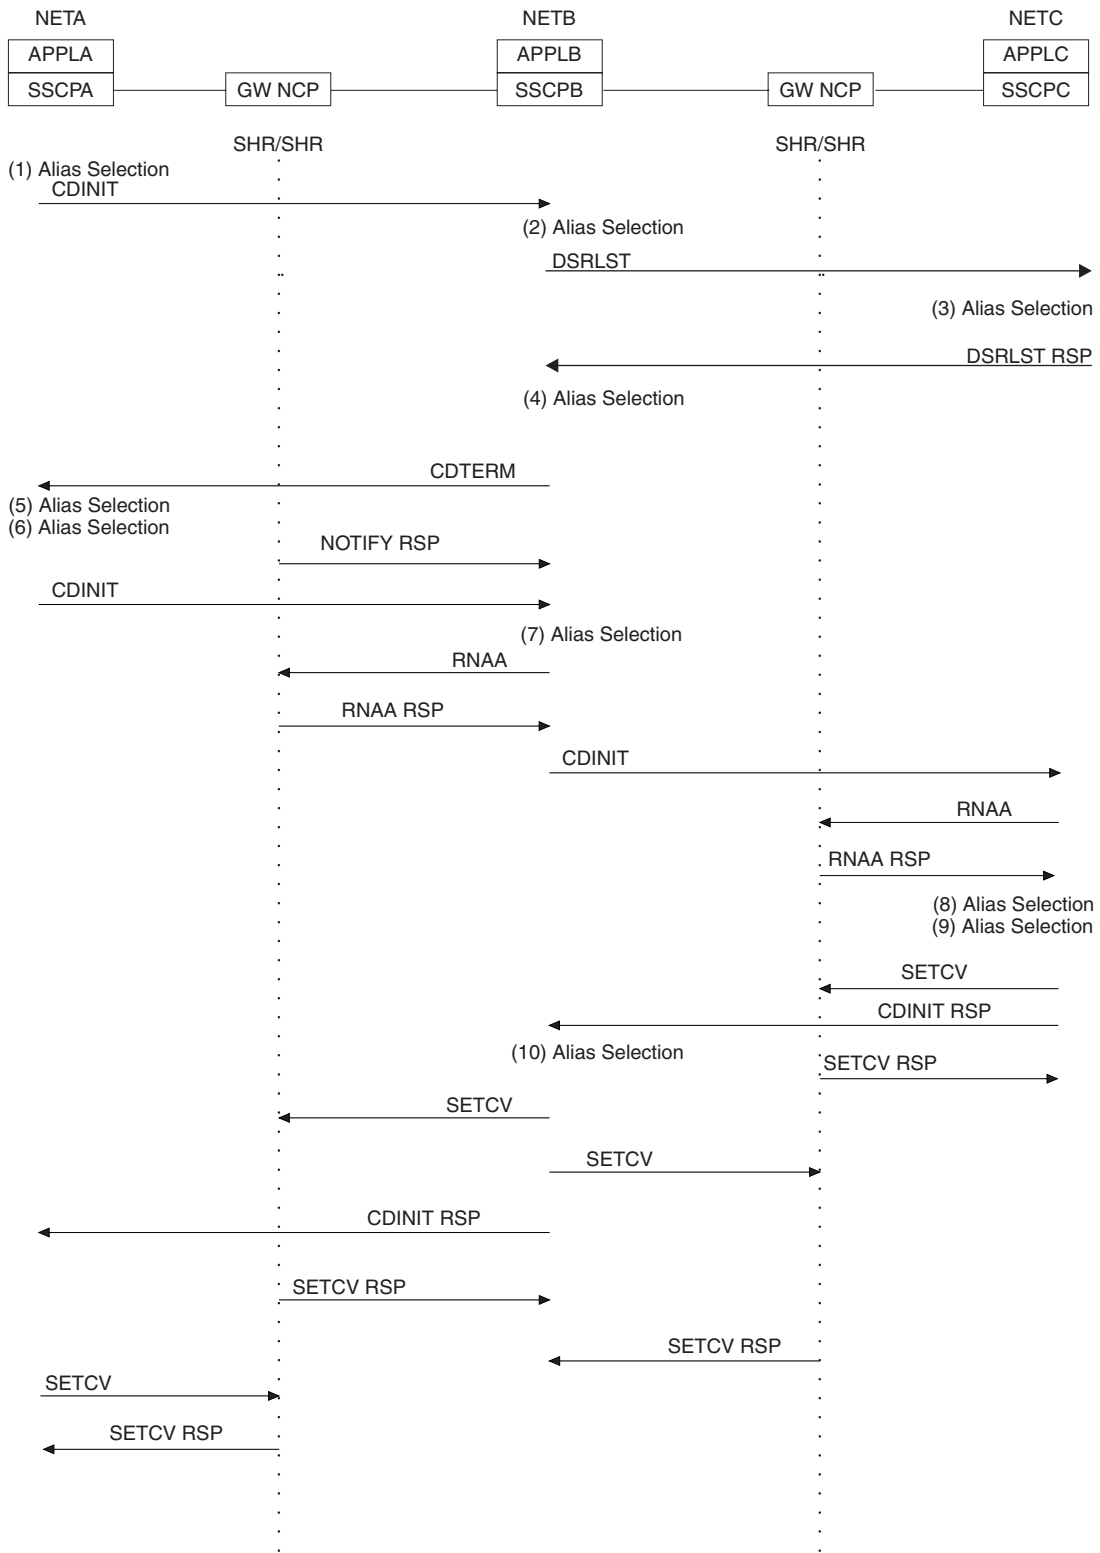 NETA NETB NETC
APPLA APPLB APPLC
SSCPA GW NCP SSCPB GW NCP SSCPC
SHR/SHR SHR/SHR
(1) Alias Selection
CDINIT
(2) Alias Selection
DSRLST
(3) Alias Selection
DSRLST RSP
(4) Alias Selection
CDTERM
(5) Alias Selection
(6) Alias Selection
NOTIFY RSP
CDINIT
(7) Alias Selection
RNAA
RNAA RSP
CDINIT
RNAA
RNAA RSP
(8) Alias Selection
(9) Alias Selection
SETCV
CDINIT RSP
(10) Alias Selection
SETCV RSP
SETCV
SETCV
CDINIT RSP
SETCV RSP
SETCV RSP
SETCV
SETCV RSP